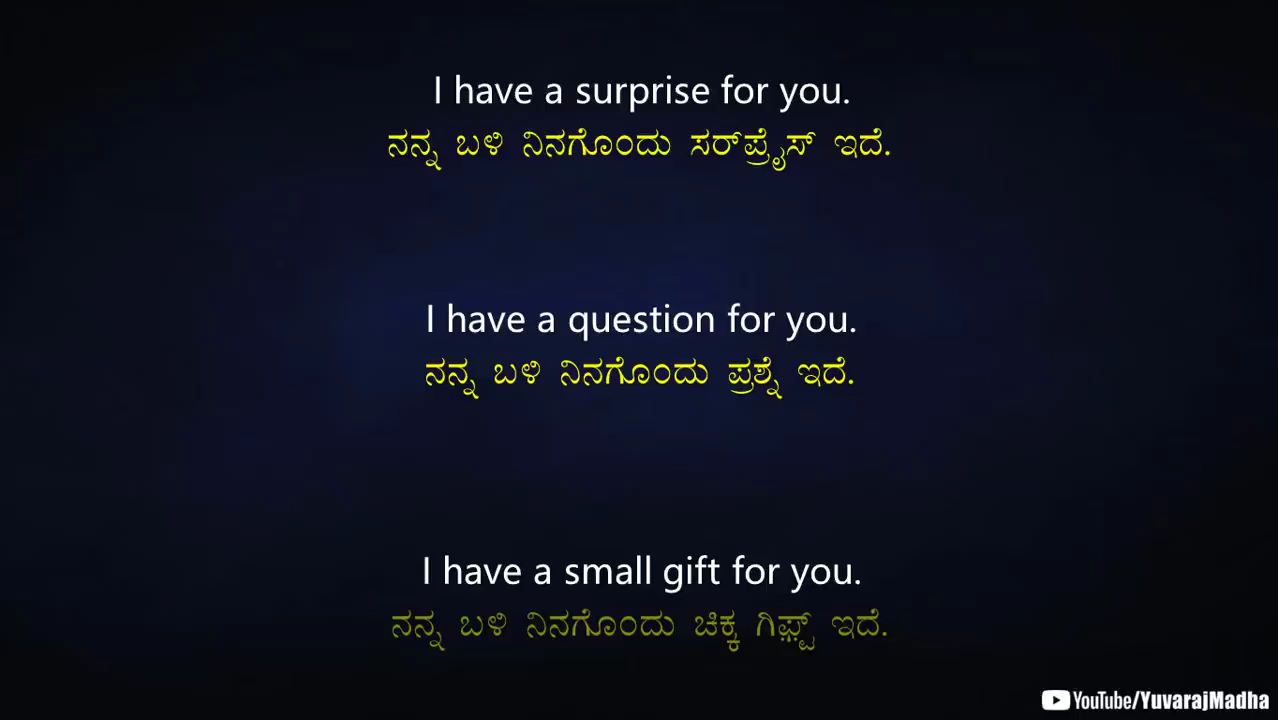 I have a surprise for you.
ನನ್ನ ಬಳಿ ನಿನಗೊಂದು ಸರ್‌ಪ್ರೈಸ್ ಇದೆ.
I have a question for you.
ನನ್ನ ಬಳಿ ನಿನಗೊಂದು ಪ್ರಶ್ನೆ ಇದೆ.
I have a small gift for you.
ನನ್ನ ಬಳಿ ನಿನಗೊಂದು ಚಿಕ್ಕ ಗಿಫ಼್ಟ್ ಇದೆ.
YouTube/YuvarajMadha